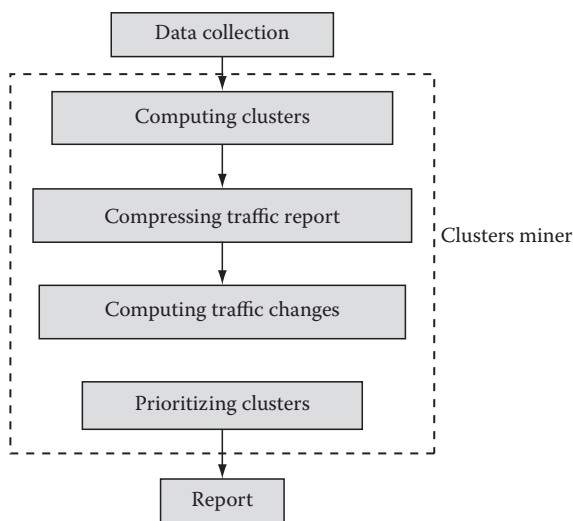 Data collection
Computing clusters
Compressing traffic report
Clusters miner
Computing traffic changes
Prioritizing clusters
Report